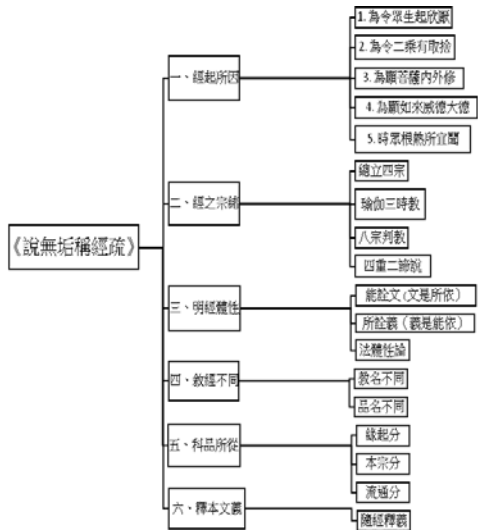 《說無垢稱經疏》
一、經起所因
1. 為令眾生起欣厭
2. 為令二乘有取捨
3. 為顯菩薩內外修
4. 為顯如來威德大德
5. 時眾根熟所宜聞
二、經之宗緒
總立四宗
瑜伽三時教
八宗判教
四重二諦說
三、明經體性
能詮文（文是所依）
所詮義（義是能依）
法體性論
四、敘經不同
教名不同
品名不同
五、科品所從
緣起分
本宗分
流通分
六、釋本文義
隨經釋義